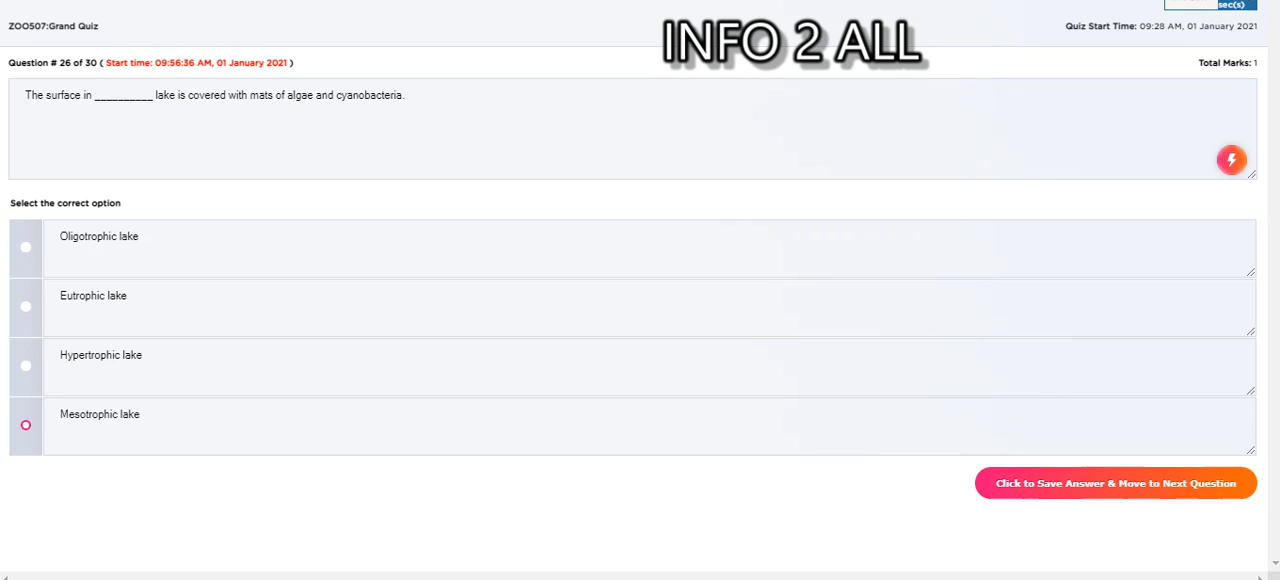 sec(s)
ZOO507:Grand Quiz
INFO 2 ALL
Quiz Start Time: 09:28 AM, 01 January 2021
Question # 26 of 30 ( Start time: 09:56:36 AM, 01 January 2021 )
Total Marks: 1
The surface in __________ lake is covered with mats of algae and cyanobacteria.
Select the correct option
Oligotrophic lake
Eutrophic lake
Hypertrophic lake
Mesotrophic lake
Click to Save Answer & Move to Next Question